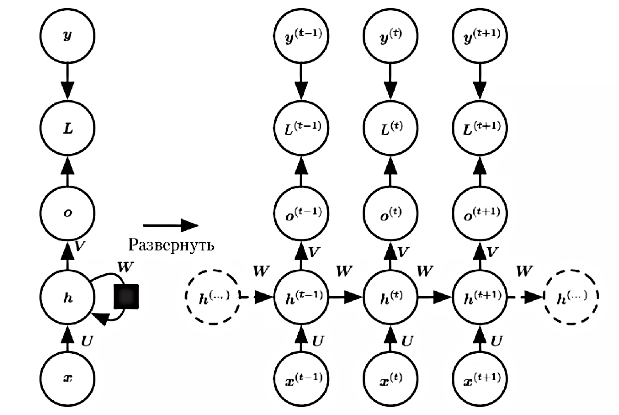 y y^(t−1) y^(t) y^(t+1)
L L^(t−1) L^(t) L^(t+1)
o o^(t−1) o^(t) o^(t+1)
V Развернуть V V V
W W W W W
h h^(...) h^(t−1) h^(t) h^(t+1) h^(...)
U U U U
x x^(t−1) x^(t) x^(t+1)